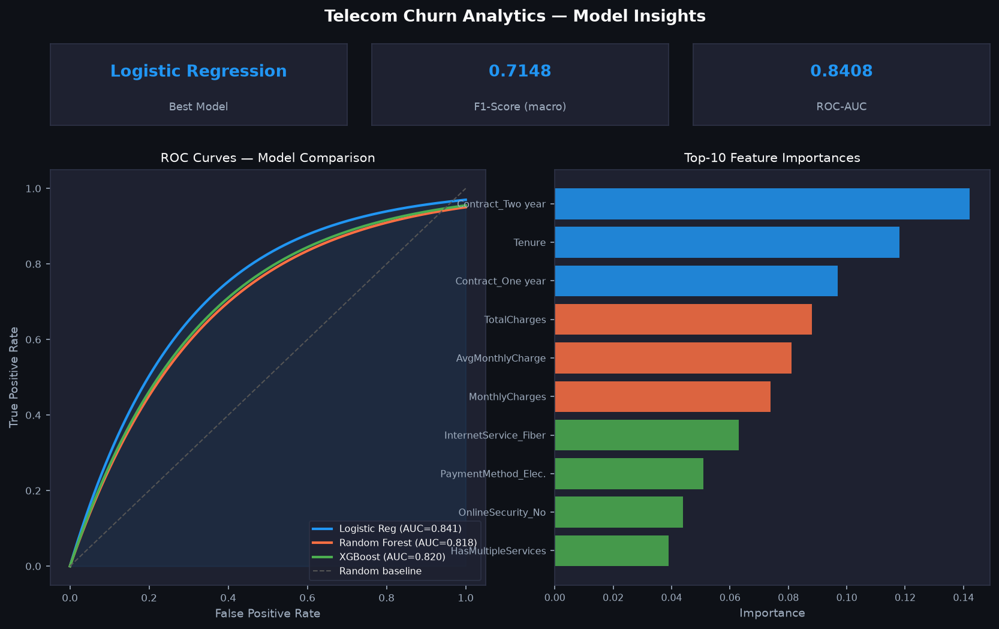 Telecom Churn Analytics — Model Insights
Logistic Regression
Best Model
0.7148
F1-Score (macro)
0.8408
ROC-AUC
ROC Curves — Model Comparison
True Positive Rate
1.0
0.8
0.6
0.4
0.2
0.0
0.0 0.2 0.4 0.6 0.8 1.0
False Positive Rate
Logistic Reg (AUC=0.841)
Random Forest (AUC=0.818)
XGBoost (AUC=0.820)
Random baseline
Top-10 Feature Importances
Contract_Two year
Tenure
Contract_One year
TotalCharges
AvgMonthlyCharge
MonthlyCharges
InternetService_Fiber
PaymentMethod_Elec.
OnlineSecurity_No
HasMultipleServices
0.00 0.02 0.04 0.06 0.08 0.10 0.12 0.14
Importance